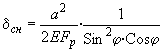 δ_сн = a²/(2EF_p) · 1/(Sin²φ·Cosφ)